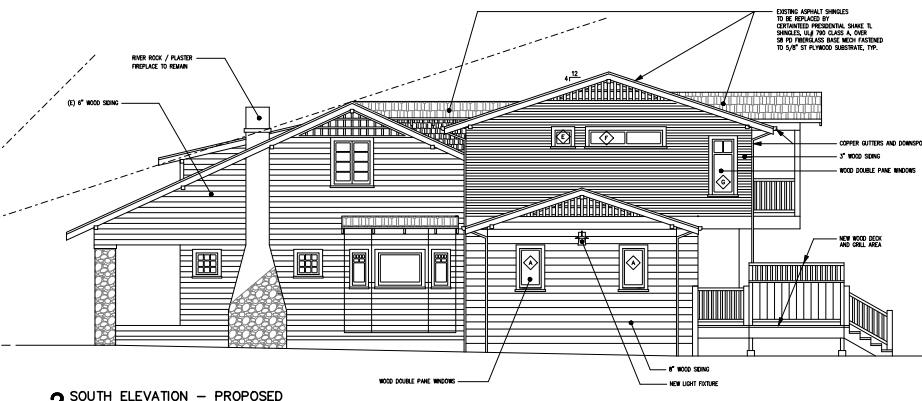 EXISTING ASPHALT SHINGLES
TO BE REPLACED BY
CERTAINTEED PRESIDENTIAL SHAKE TL
SHINGLES, UL# 790 CLASS A, OVER
SB PD FIBERGLASS BASE MECH FASTENED
TO 5/8" ST PLYWOOD SUBSTRATE, TYP.
RIVER ROCK / PLASTER
FIREPLACE TO REMAIN
12
4
(E) 6" WOOD SIDING
E
F
COPPER GUTTERS AND DOWNSPO
3" WOOD SIDING
WOOD DOUBLE PANE WINDOWS
G
NEW WOOD DECK
AND GRILL AREA
A
A
8" WOOD SIDING
WOOD DOUBLE PANE WINDOWS
NEW LIGHT FIXTURE
SOUTH ELEVATION – PROPOSED